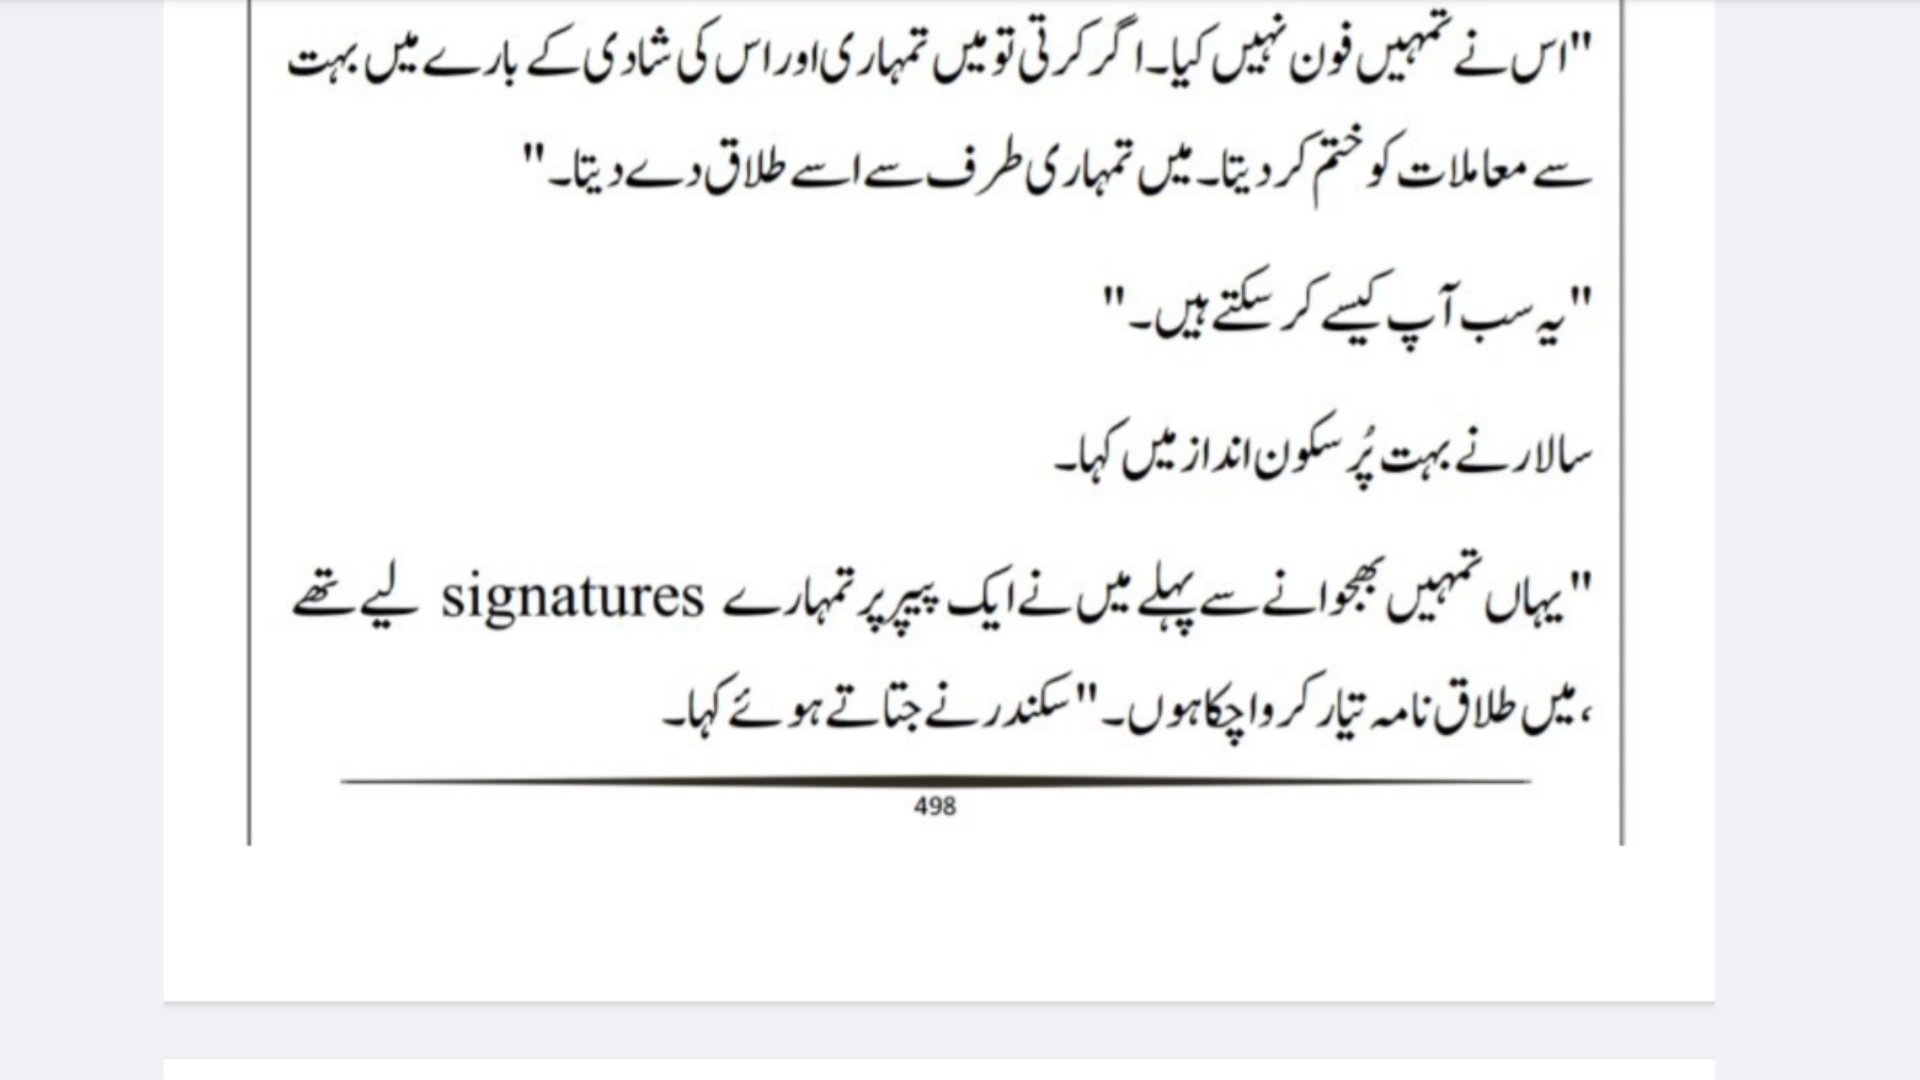 "اس نے تمہیں فون نہیں کیا۔ا گر کرتی تو میں تمہاری اور اس کی شادی کے بارے میں بہت
سے معاملات کو ختم کر دیتا۔ میں تمہاری طرف سے اسے طلاق دے دیتا۔"
"یہ سب آپ کیسے کر سکتے ہیں۔"
سالار نے بہت پُر سکون انداز میں کہا۔
"یہاں تمہیں بھجوانے سے پہلے میں نے ایک پیپر پر تمہارے signatures لیے تھے
، میں طلاق نامہ تیار کروا چکا ہوں۔" سکندر نے جتاتے ہوئے کہا۔
498